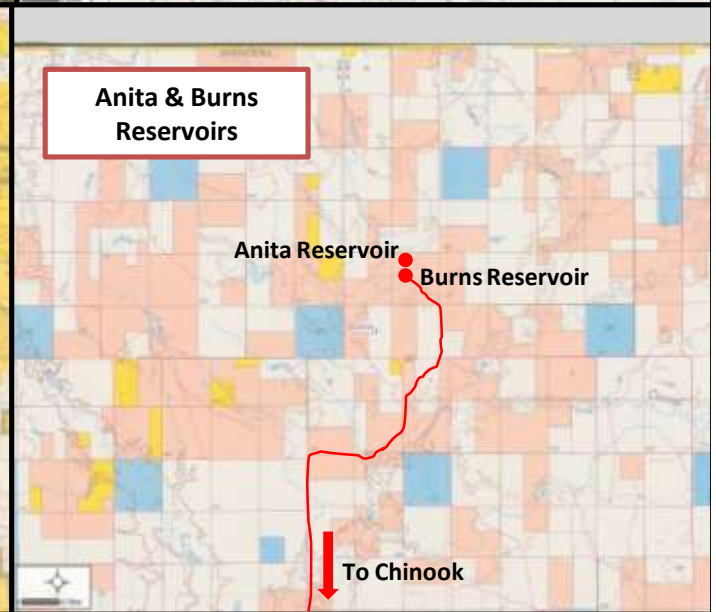 Anita & Burns
Reservoirs
Anita Reservoir
Burns Reservoir
To Chinook